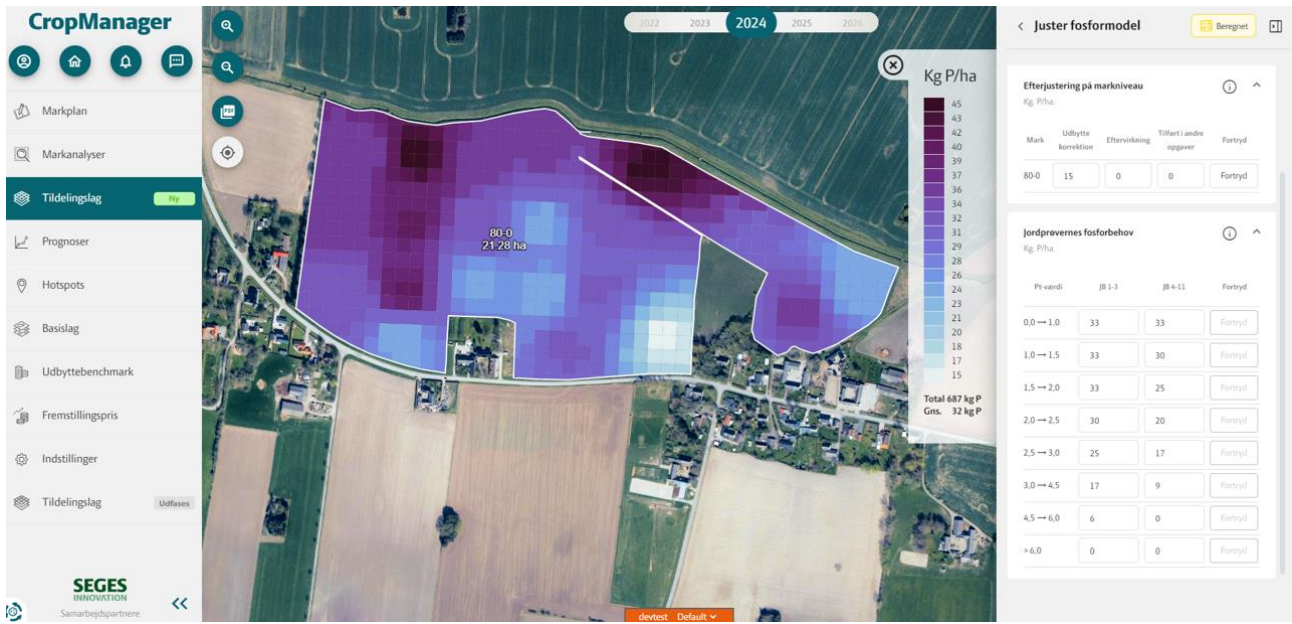 CropManager
Markplan
Markanalyser
Tildelingslag Ny
Prognoser
Hotspots
Basislag
Udbyttebenchmark
Fremstillingspris
Indstillinger
Tildelingslag Udfases
SEGES
INNOVATION
Samarbejdspartnere
2022 2023 2024 2025 2026
PDF
80-0
21.28 ha
Kg P/ha
45
43
42
40
39
37
36
34
32
31
29
28
26
24
23
21
20
18
17
15
Total 687 kg P
Gns. 32 kg P
devtest Default
Juster fosformodel Beregnet
Efterjustering på markniveau
Kg. P/ha.
Mark Udbytte korrektion Eftervirkning Tilført i andre opgaver Fortryd
80-0 15 0 0 Fortryd
Jordprøvernes fosforbehov
Kg. P/ha.
Pt-værdi JB 1-3 JB 4-11 Fortryd
0,0 → 1,0 33 33 Fortryd
1,0 → 1,5 33 30 Fortryd
1,5 → 2,0 33 25 Fortryd
2,0 → 2,5 30 20 Fortryd
2,5 → 3,0 25 17 Fortryd
3,0 → 4,5 17 9 Fortryd
4,5 → 6,0 6 0 Fortryd
> 6,0 0 0 Fortryd